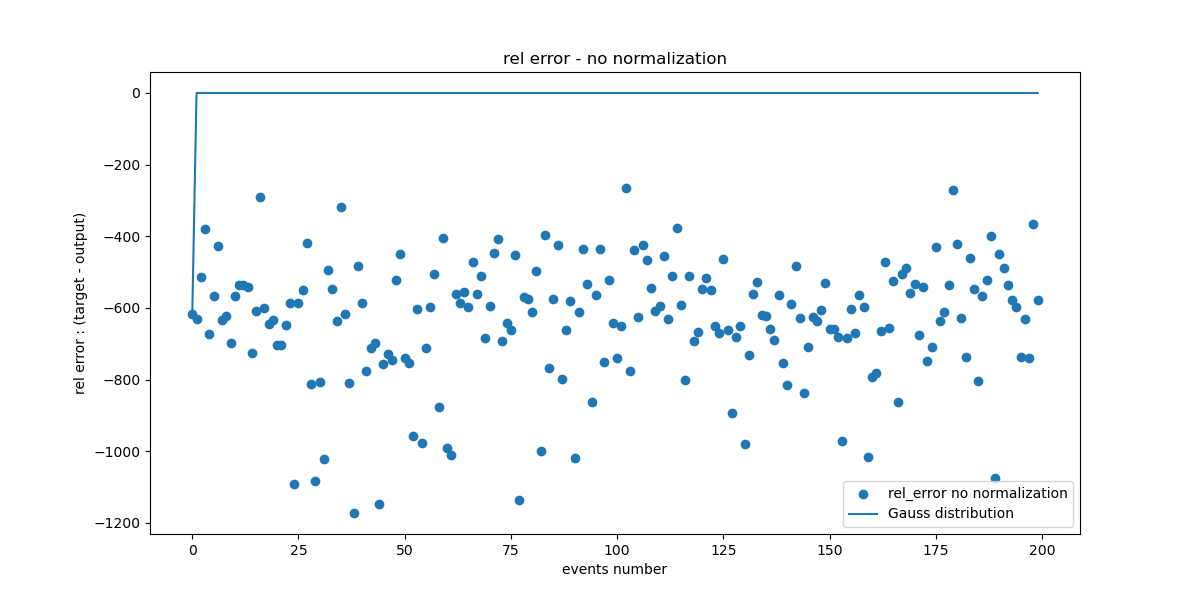 rel error - no normalization
rel error : (target - output)
0
−200
−400
−600
−800
−1000
−1200
0 25 50 75 100 125 150 175 200
events number
rel_error no normalization
Gauss distribution